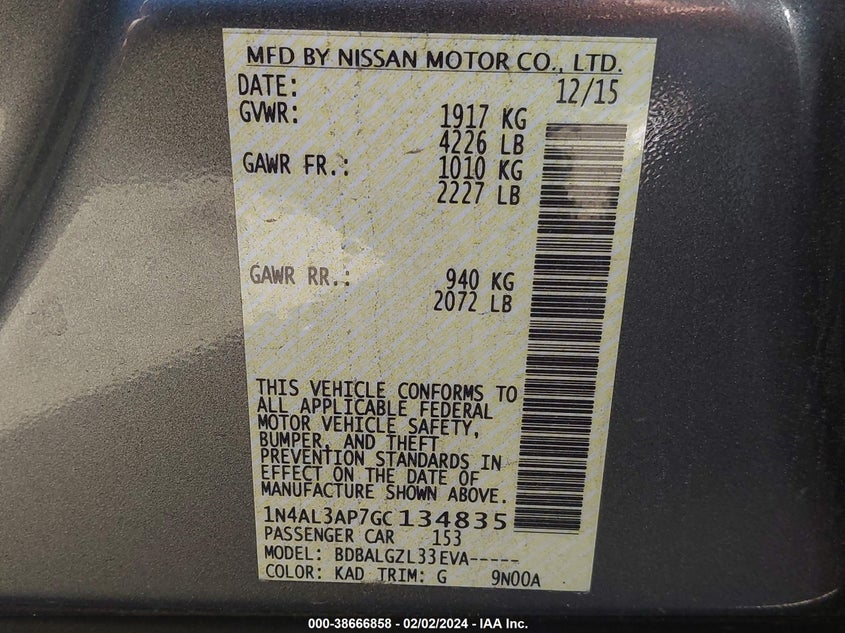 MFD BY NISSAN MOTOR CO., LTD.
DATE: 12/15
GVWR: 1917 KG
4226 LB
GAWR FR.: 1010 KG
2227 LB
GAWR RR.: 940 KG
2072 LB
THIS VEHICLE CONFORMS TO
ALL APPLICABLE FEDERAL
MOTOR VEHICLE SAFETY,
BUMPER, AND THEFT
PREVENTION STANDARDS IN
EFFECT ON THE DATE OF
MANUFACTURE SHOWN ABOVE.
1N4AL3AP7GC134835
PASSENGER CAR 153
MODEL: BDBALGZL33EVA-----
COLOR: KAD TRIM: G 9N00A
000-38666858 - 02/02/2024 - IAA Inc.